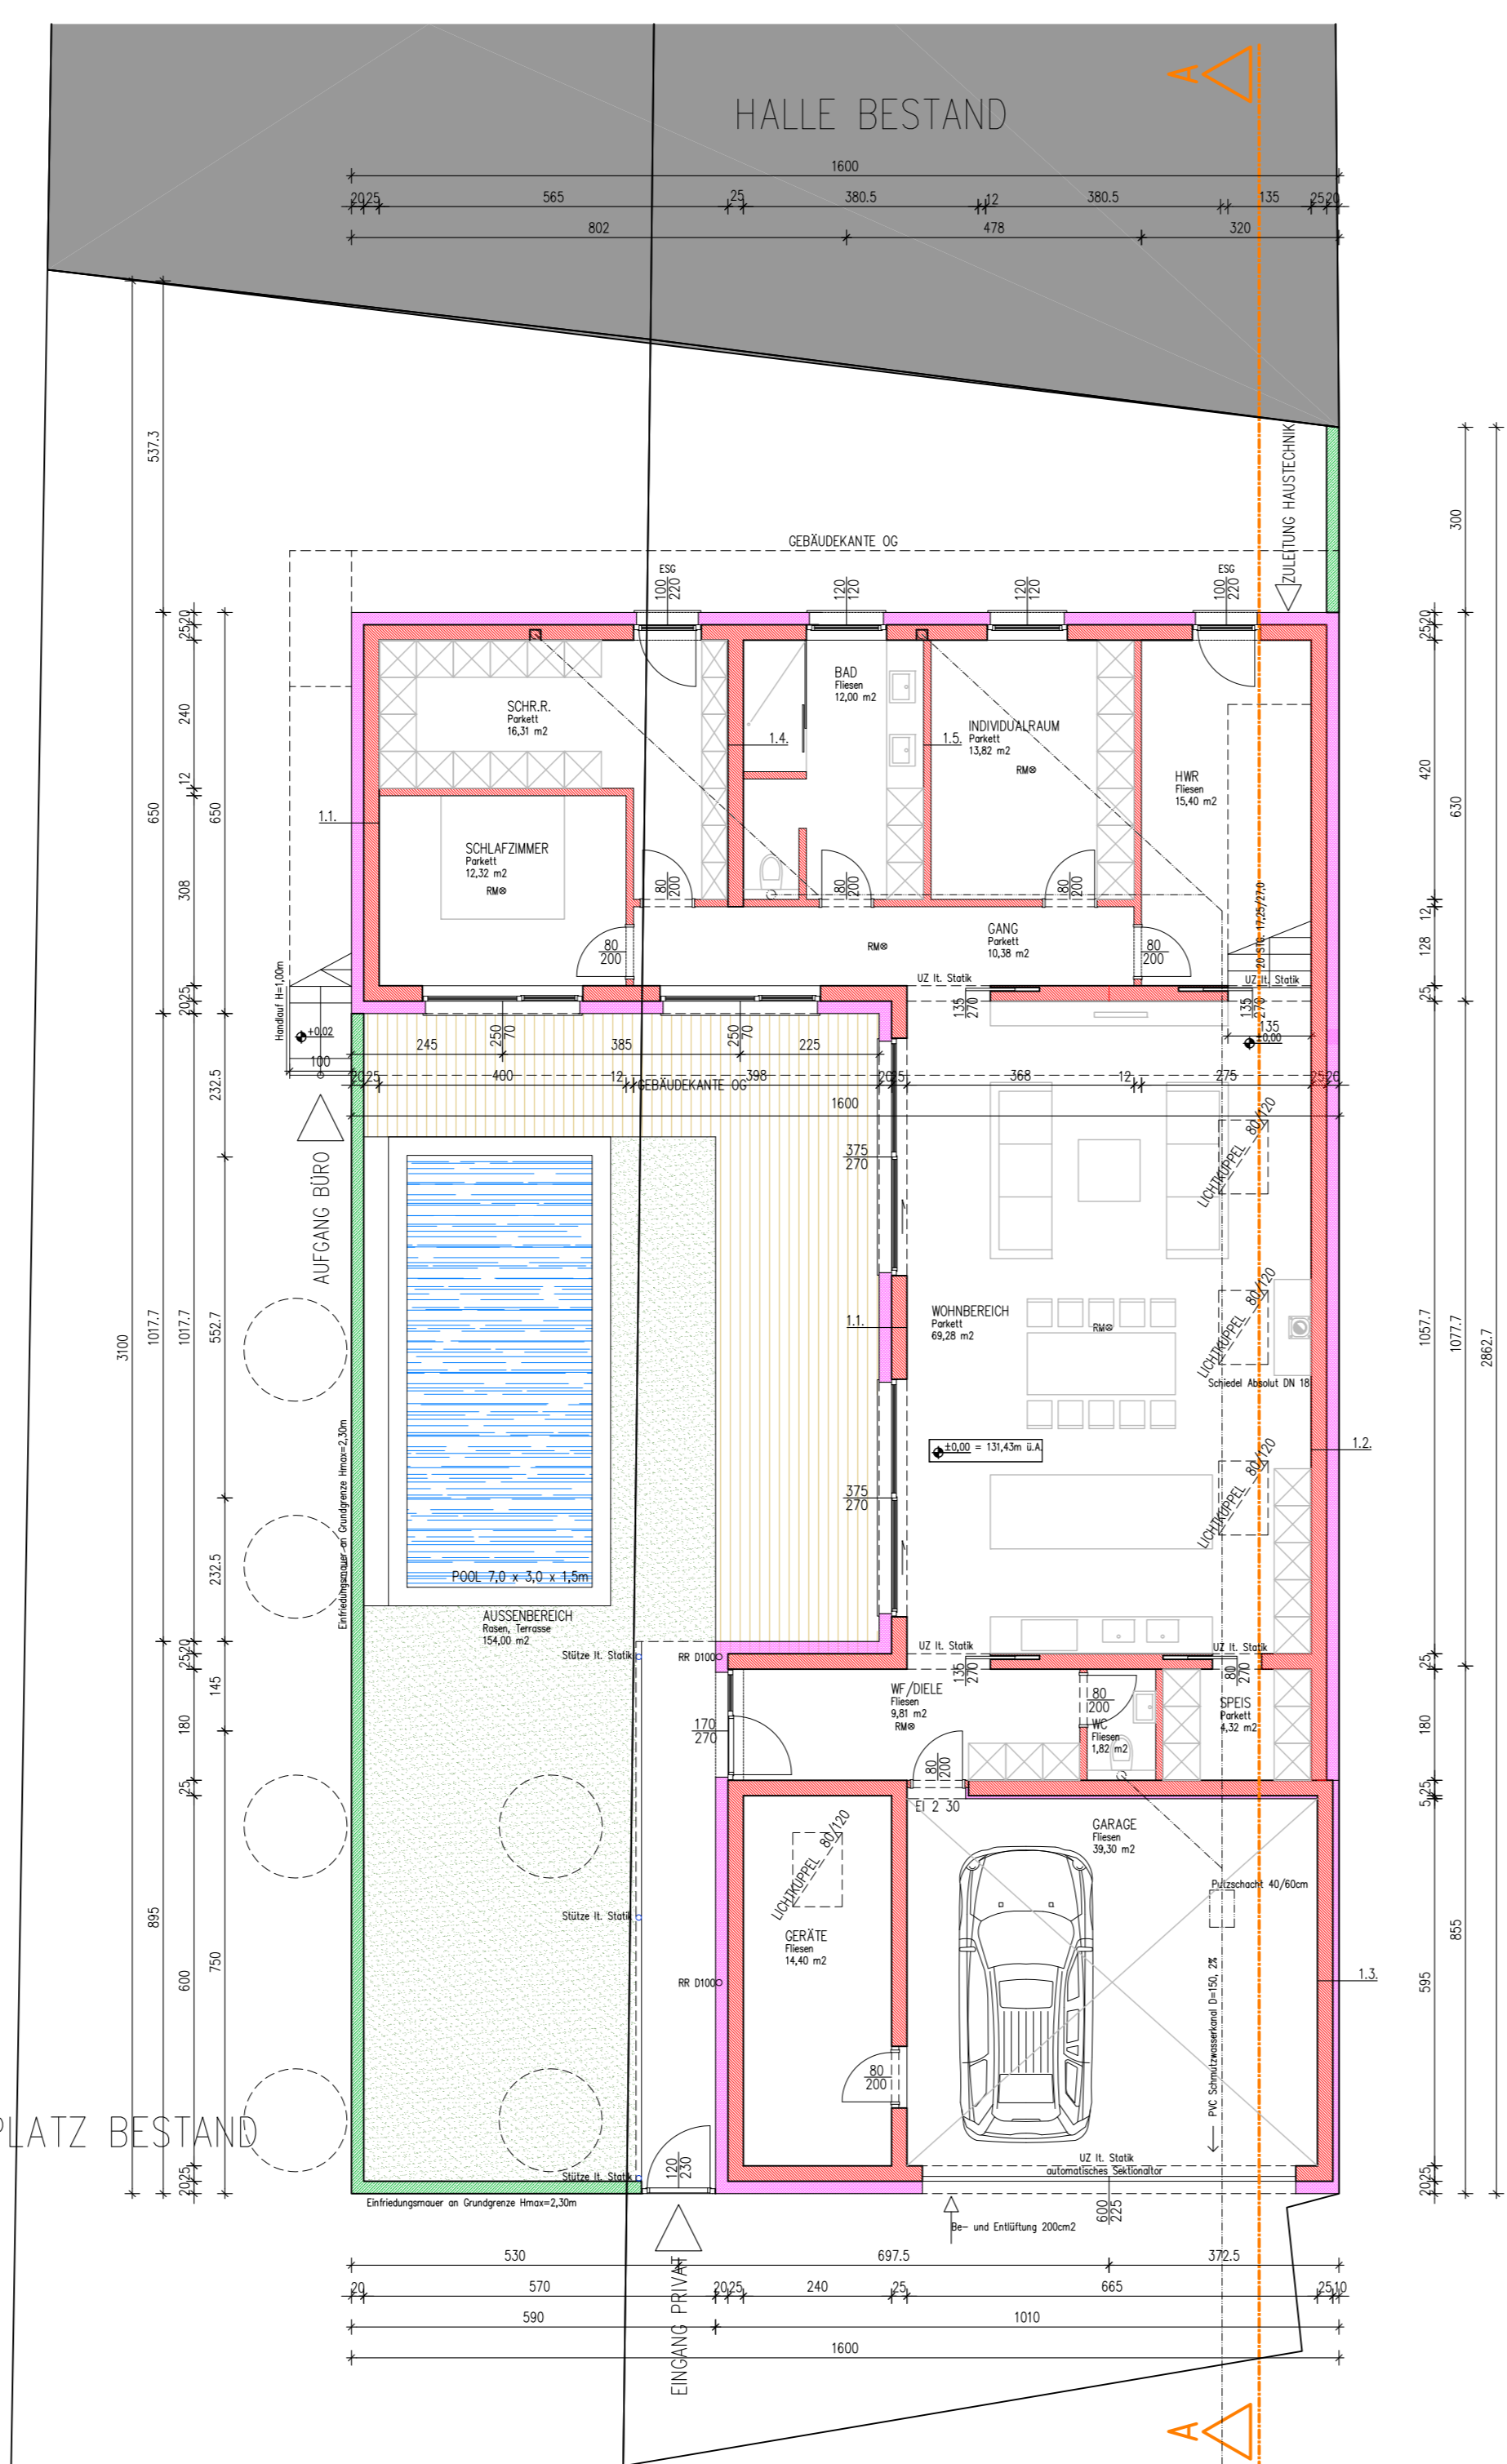 HALLE BESTAND
A
1600
20 25 565 25 380.5 12 380.5 135 25 20
802 478 320
537.3
300
ZULEITUNG HAUSTECHNIK
GEBÄUDEKANTE OG
ESG
100
220
120
120
120
120
ESG
100
220
SCHR.R.
Parkett
16,31 m2
BAD
Fliesen
12,00 m2
INDIVIDUALRAUM
Parkett
13,82 m2
RM
HWR
Fliesen
15,40 m2
1.4.
1.5.
1.1.
SCHLAFZIMMER
Parkett
12,32 m2
RM
80
200
80
200
80
200
80
200
80
200
GANG
Parkett
10,38 m2
RM
20 STG. 17,25/27,0
UZ lt. Statik
UZ lt. Statik
135
270
135
270
135
±0,00
Handlauf H=1,00m
+0,02
100
250
70
250
70
245 385 225
20 25 400 12 398 20 25 368 12 275 25 20
GEBÄUDEKANTE OG
1600
AUFGANG BÜRO
375
270
LICHTKUPPEL 80/120
LICHTKUPPEL 80/120
LICHTKUPPEL 80/120
WOHNBEREICH
Parkett
69,28 m2
RM
1.1.
Schiedel Absolut DN 18
±0,00 = 131,43m ü.A.
1.2.
375
270
Einfriedungsmauer an Grundgrenze Hmax=2,30m
POOL 7,0 x 3,0 x 1,5m
AUSSENBEREICH
Rasen, Terrasse
154,00 m2
Stütze lt. Statik
RR D100
UZ lt. Statik
UZ lt. Statik
135
270
80
270
WF/DIELE
Fliesen
9,81 m2
RM
80
200
WC
Fliesen
1,82 m2
SPEIS
Parkett
4,32 m2
170
270
80
200
EI 2 30
GARAGE
Fliesen
39,30 m2
LICHTKUPPEL 80/120
Putzschacht 40/60cm
Stütze lt. Statik
GERÄTE
Fliesen
14,40 m2
RR D100
1.3.
PVC Schmutzwasserkanal D=150, 2%
80
200
UZ lt. Statik
automatisches Sektionaltor
PLATZ BESTAND
Stütze lt. Statik
120
230
600
225
Einfriedungsmauer an Grundgrenze Hmax=2,30m
Be- und Entlüftung 200cm2
EINGANG PRIVAT
530 697.5 372.5
20 570 20 25 240 25 665 25 10
590 1010
1600
A
3100
650 1017.7 895
25 20 240 12 308 20 25 1017.7 25 20 180 25 600 20 25
650 232.5 552.7 232.5 145 750
25 20 420 12 128 25 1057.7 25 180 5 25 595 20 25
630 1077.7 855
2862.7